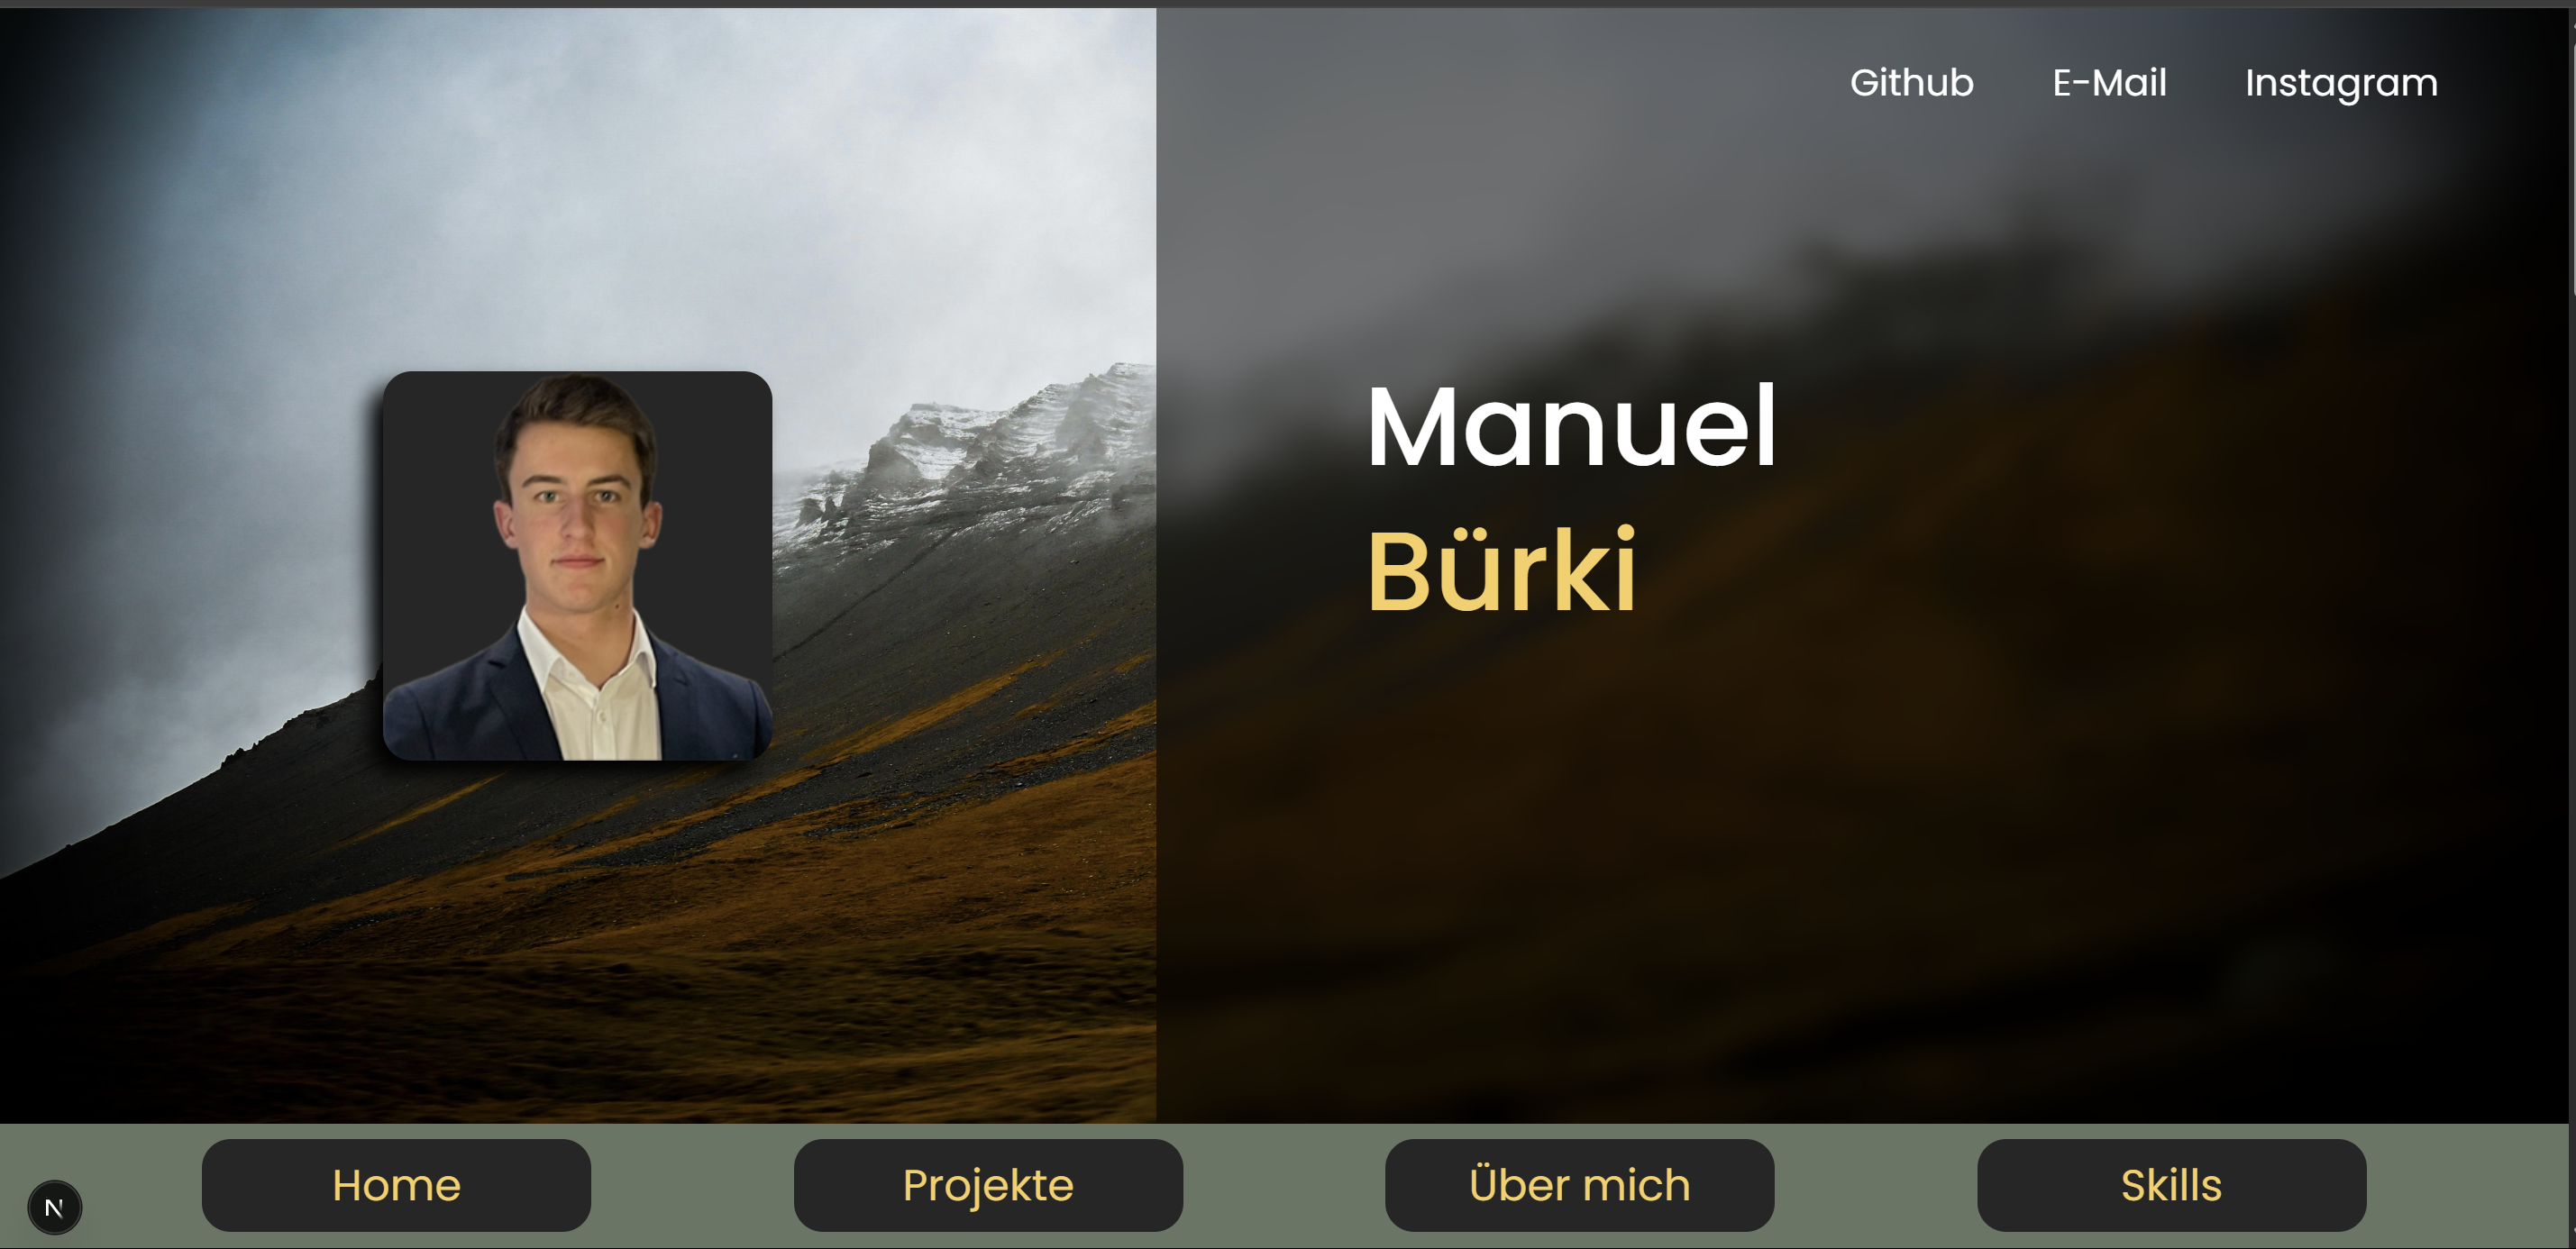 Github E-Mail Instagram
Manuel
Bürki
Home Projekte Über mich Skills
N